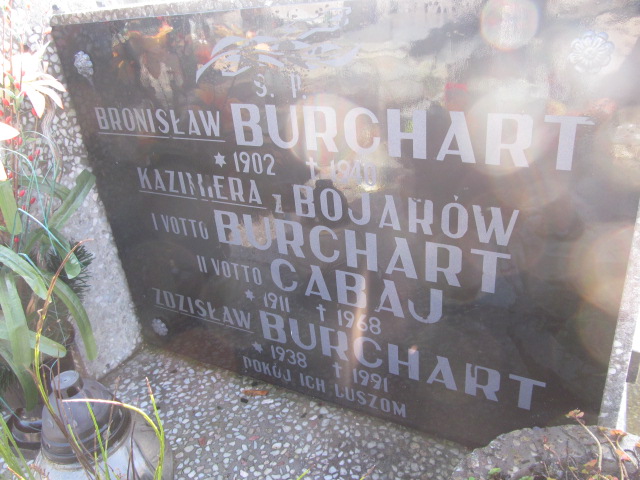 Ś. P.
BRONISŁAW BURCHART
* 1902 † 1940
KAZIMIERA z BOJARÓW
I VOTTO BURCHART
II VOTTO CABAJ
* 1911 † 1968
ZDZISŁAW BURCHART
* 1938 † 1991
POKÓJ ICH DUSZOM